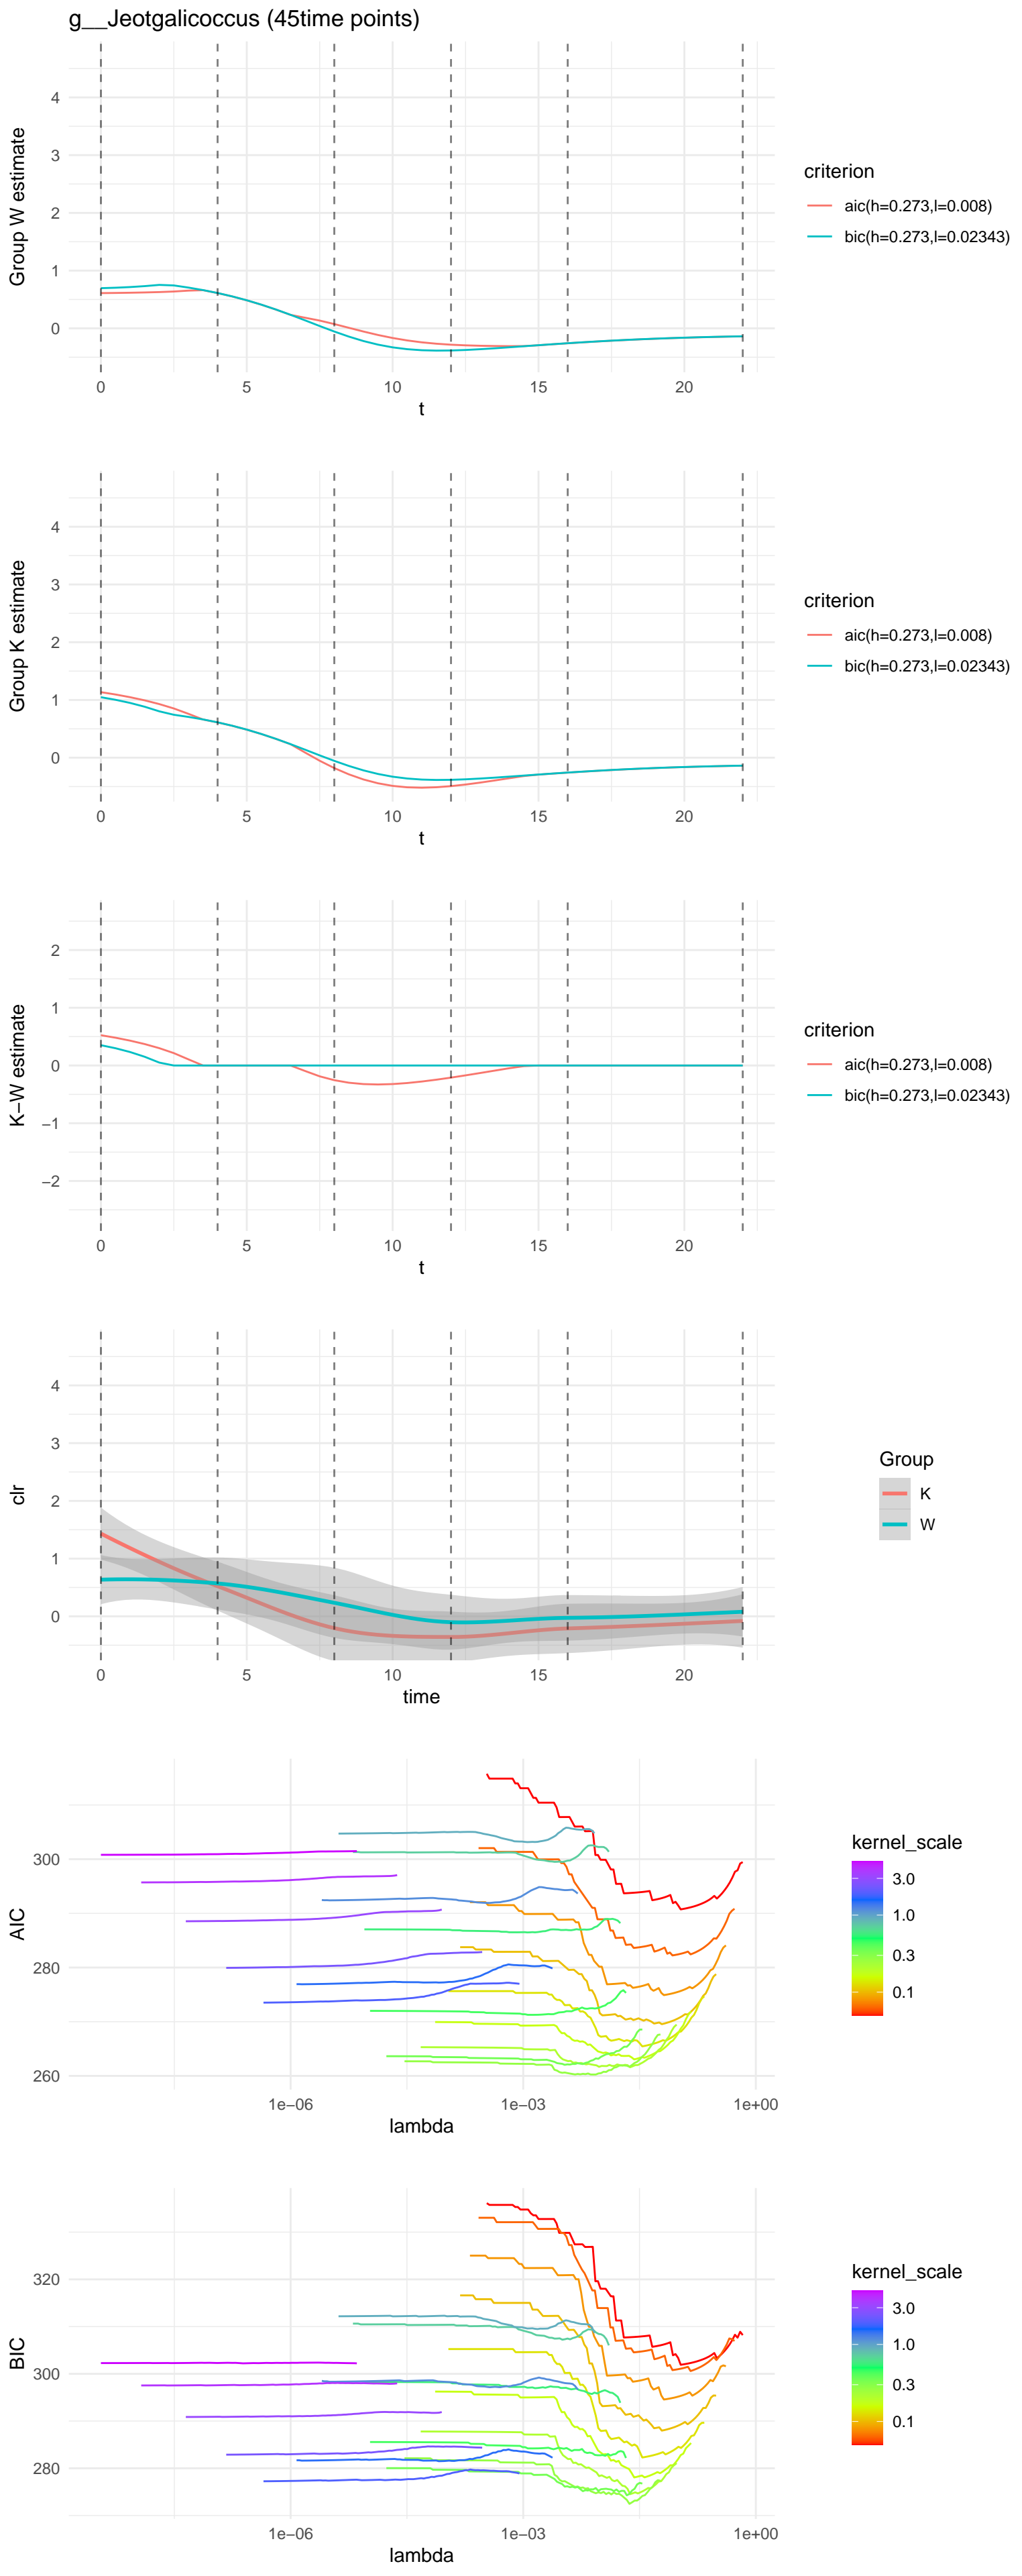 g__Jeotgalicoccus (45time points)
Group W estimate
4
3
2
1
0
0
5
10
15
20
t
criterion
aic(h=0.273,l=0.008)
bic(h=0.273,l=0.02343)
Group K estimate
4
3
2
1
0
0
5
10
15
20
t
criterion
aic(h=0.273,l=0.008)
bic(h=0.273,l=0.02343)
K−W estimate
2
1
0
−1
−2
0
5
10
15
20
t
criterion
aic(h=0.273,l=0.008)
bic(h=0.273,l=0.02343)
clr
4
3
2
1
0
0
5
10
15
20
time
Group
K
W
AIC
300
280
260
1e−06
1e−03
1e+00
lambda
kernel_scale
3.0
1.0
0.3
0.1
BIC
320
300
280
1e−06
1e−03
1e+00
lambda
kernel_scale
3.0
1.0
0.3
0.1